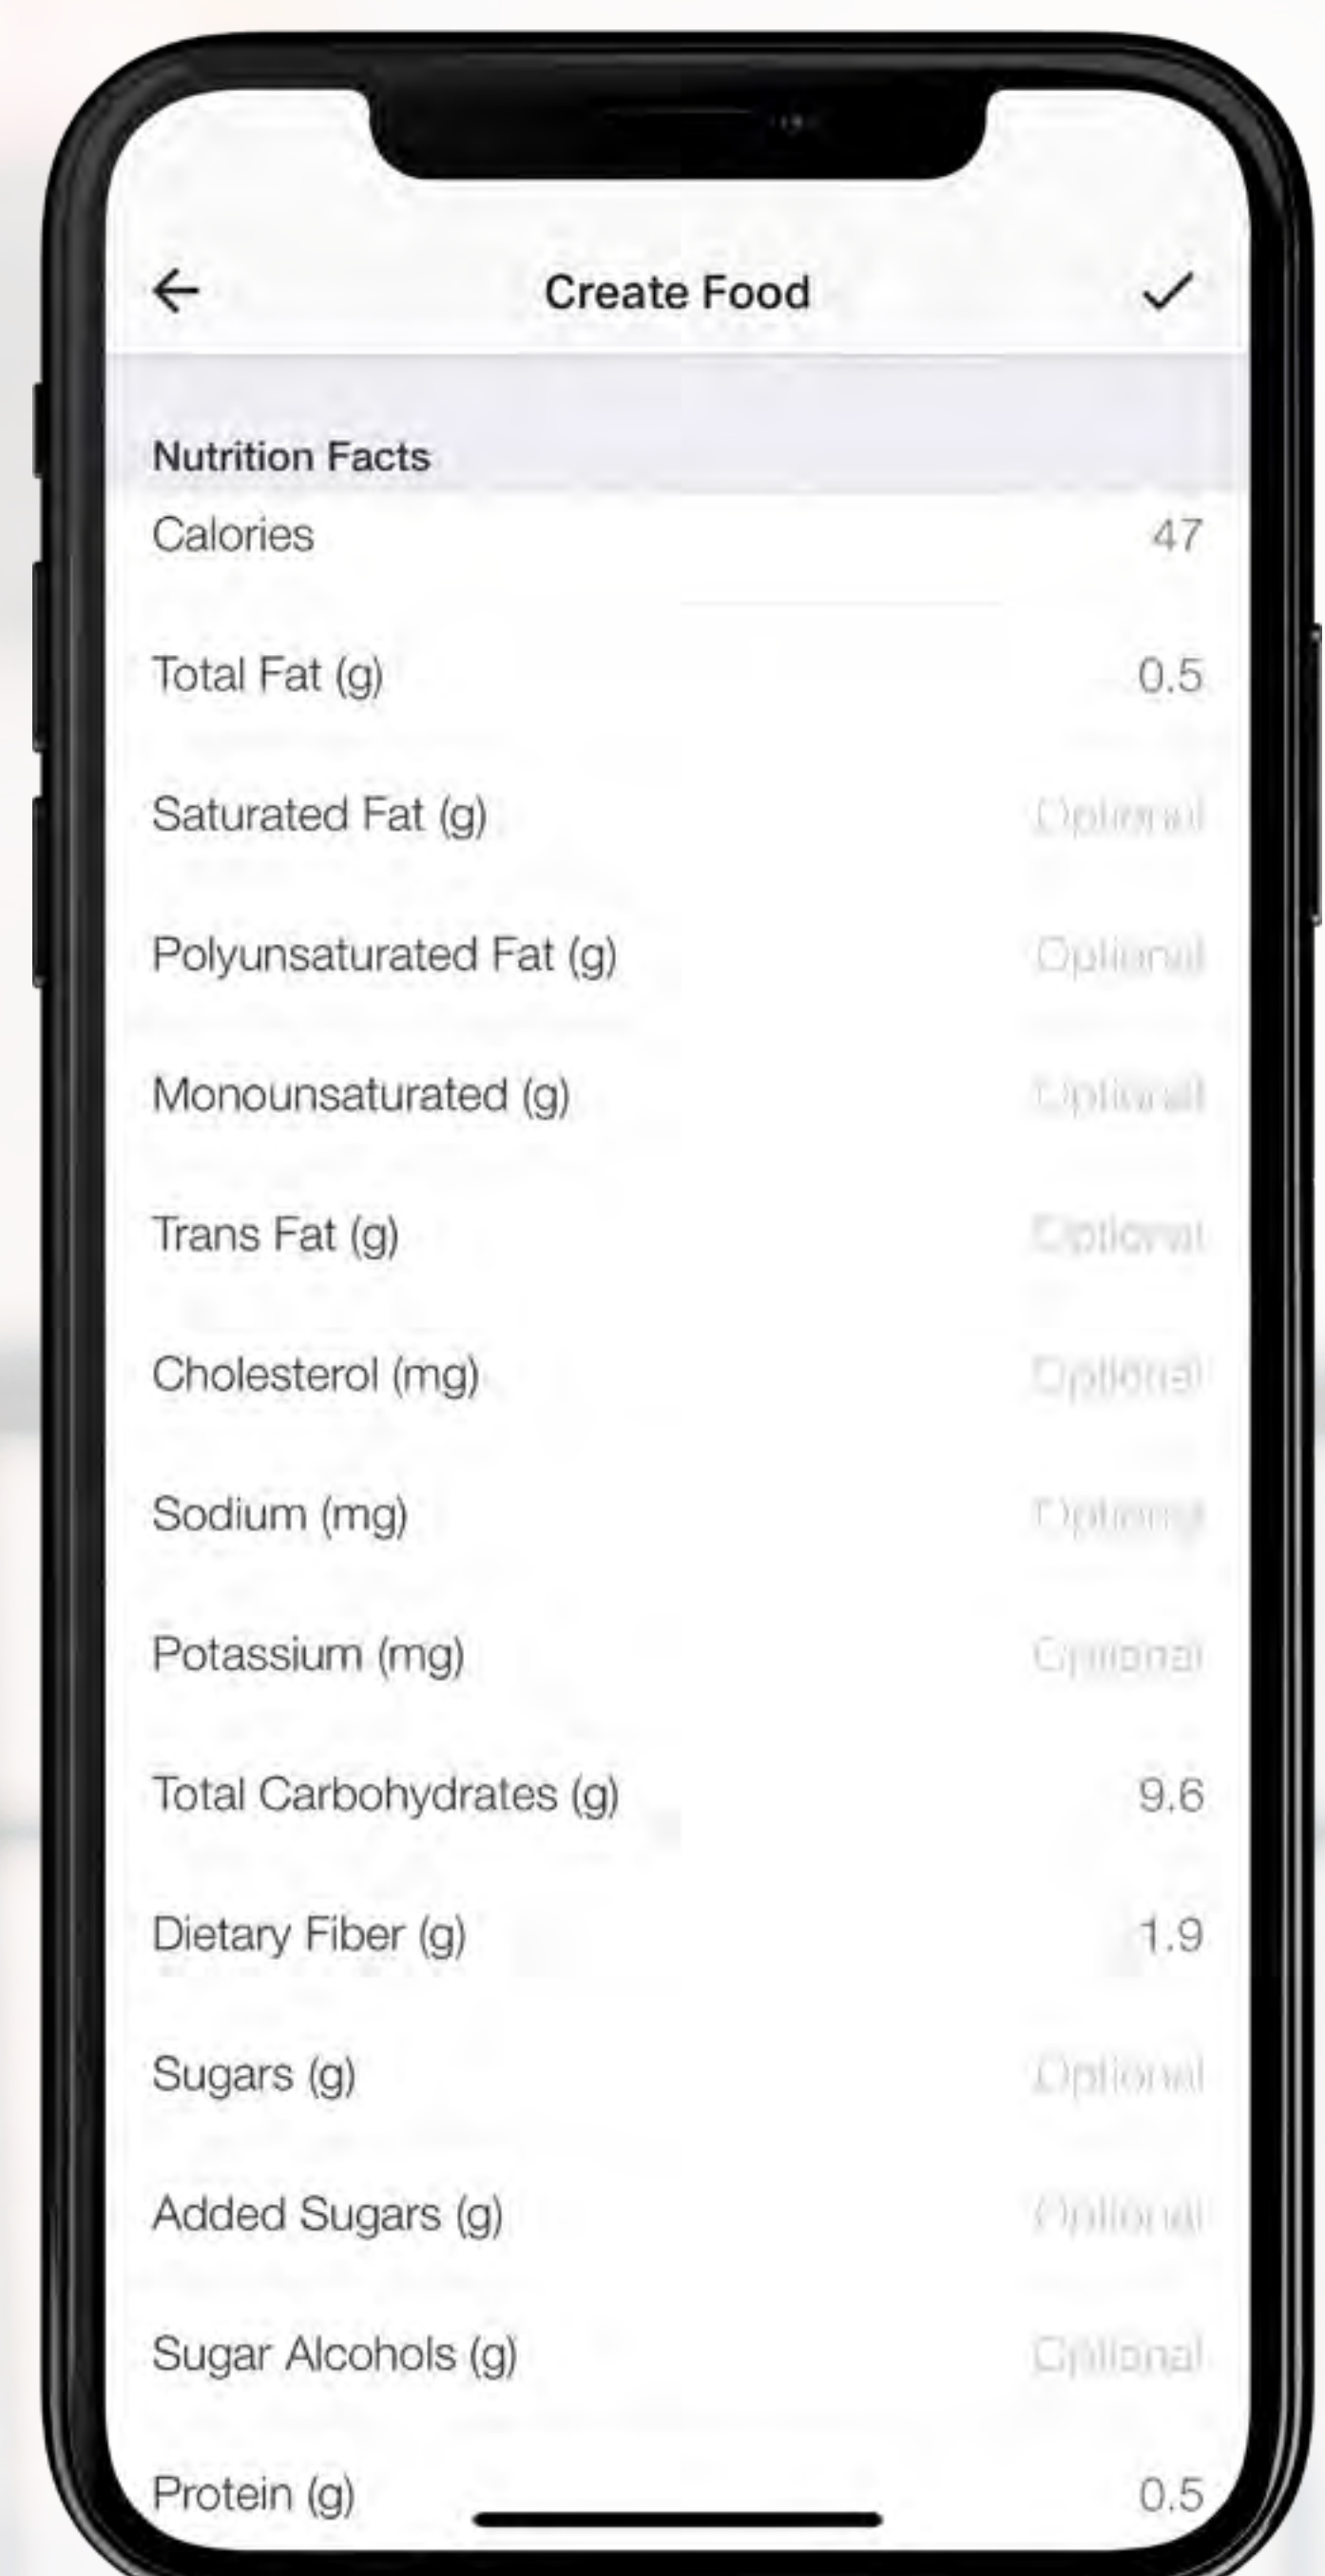 Create Food
Nutrition Facts
Calories 47
Total Fat (g) 0.5
Saturated Fat (g) Optional
Polyunsaturated Fat (g) Optional
Monounsaturated (g) Optional
Trans Fat (g) Optional
Cholesterol (mg) Optional
Sodium (mg) Optional
Potassium (mg) Optional
Total Carbohydrates (g) 9.6
Dietary Fiber (g) 1.9
Sugars (g) Optional
Added Sugars (g) Optional
Sugar Alcohols (g) Optional
Protein (g) 0.5